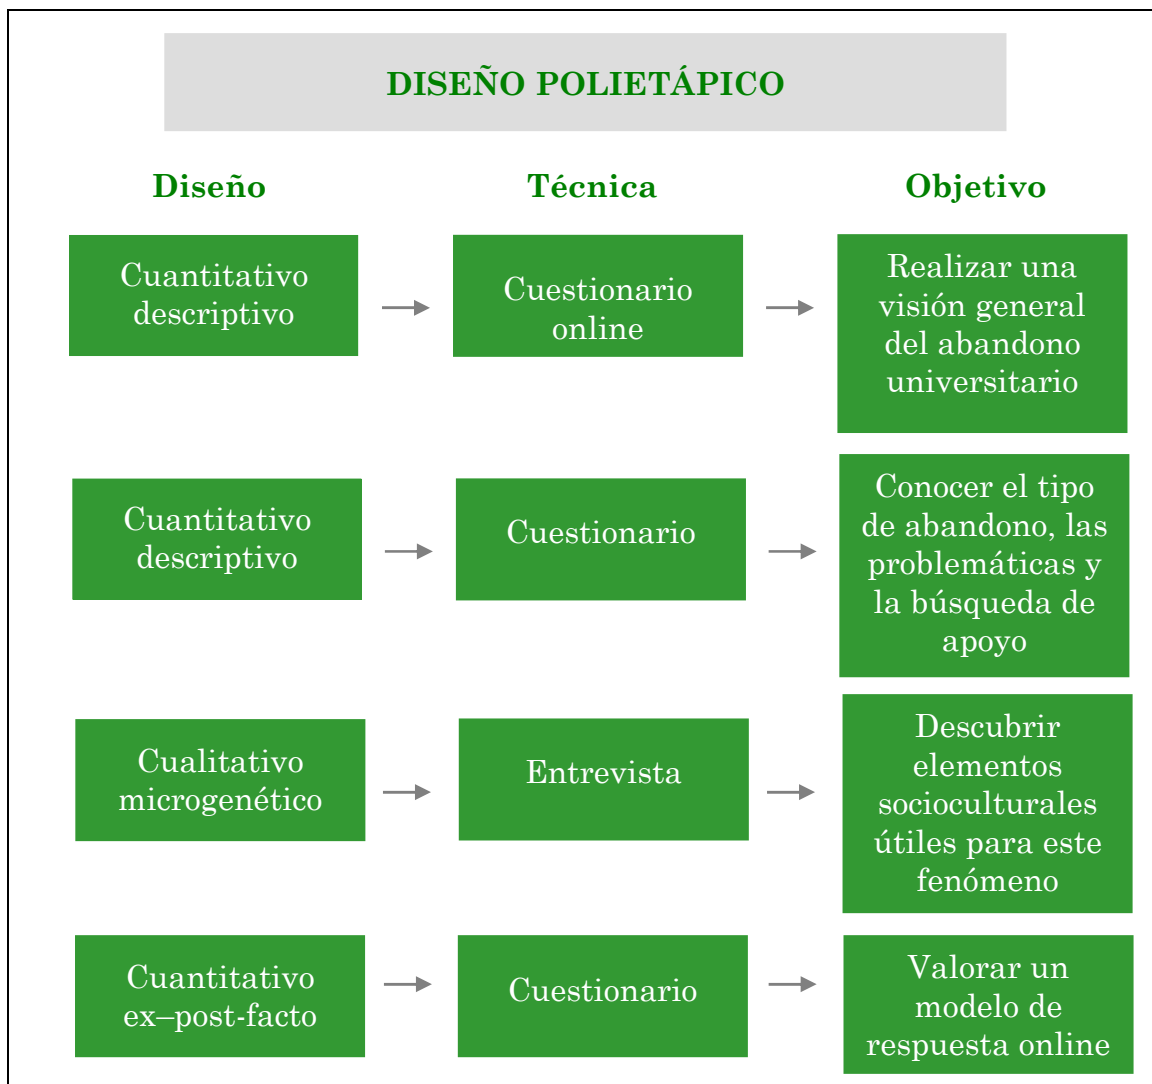 DISEÑO POLIETÁPICO
Diseño
Técnica
Objetivo
Cuantitativo
descriptivo
Cuestionario
online
Realizar una
visión general
del abandono
universitario
Cuantitativo
descriptivo
Cuestionario
Conocer el tipo
de abandono, las
problemáticas y
la búsqueda de
apoyo
Cualitativo
microgenético
Entrevista
Descubrir
elementos
socioculturales
útiles para este
fenómeno
Cuantitativo
ex–post-facto
Cuestionario
Valorar un
modelo de
respuesta online